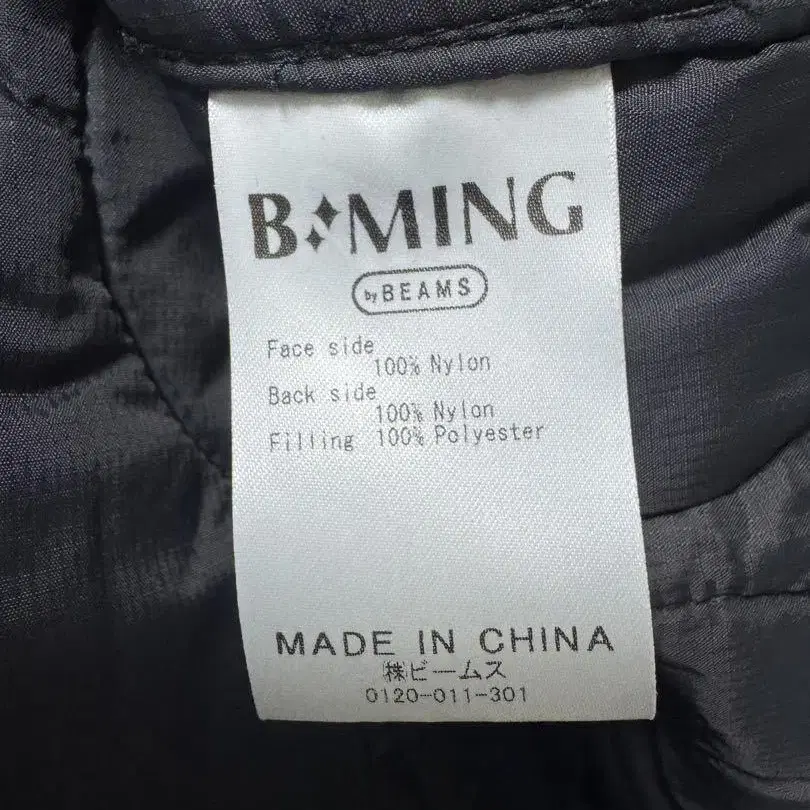 B MING
by BEAMS
Face side
100% Nylon
Back side
100% Nylon
Filling 100% Polyester
MADE IN CHINA
㈱ビームス
0120-011-301